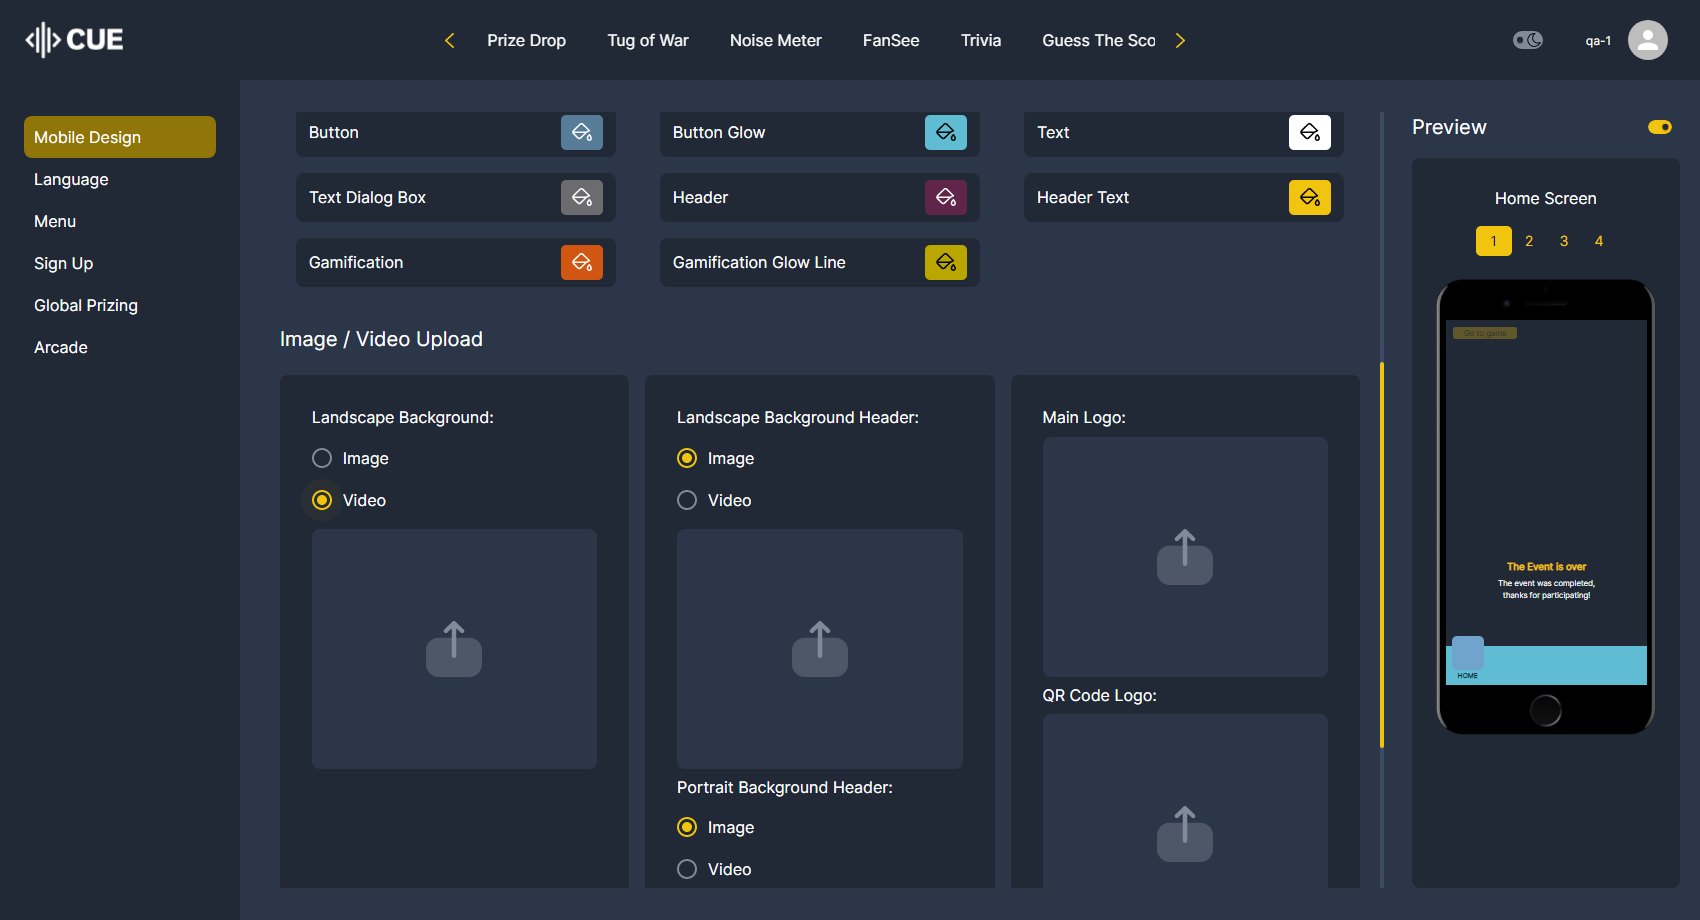 CUE
Prize Drop
Tug of War
Noise Meter
FanSee
Trivia
Guess The Sco
qa-1
Mobile Design
Language
Menu
Sign Up
Global Prizing
Arcade
Button
Button Glow
Text
Text Dialog Box
Header
Header Text
Gamification
Gamification Glow Line
Image / Video Upload
Landscape Background:
Image
Video
Landscape Background Header:
Image
Video
Portrait Background Header:
Image
Video
Main Logo:
QR Code Logo:
Preview
Home Screen
1 2 3 4
Go to game
The Event is over
The event was completed,
thanks for participating!
HOME